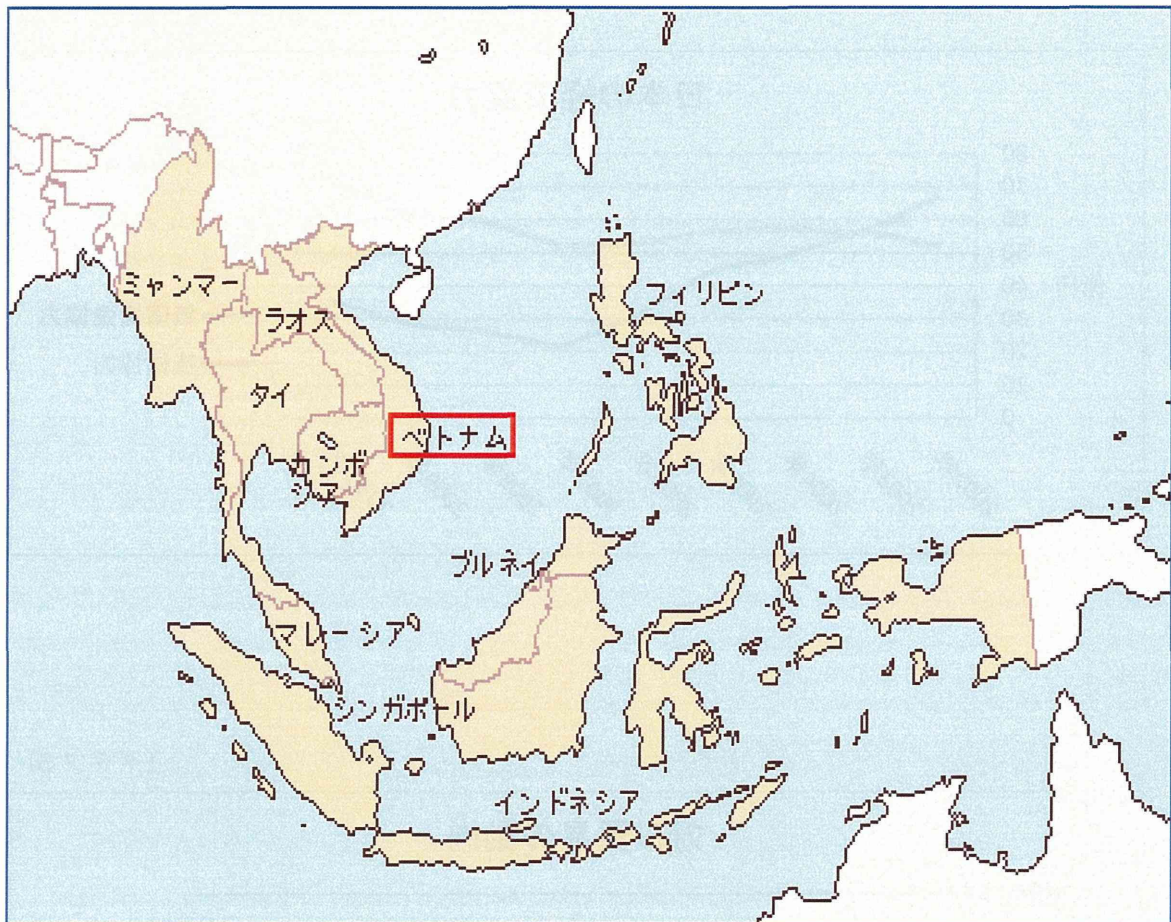 ミャンマー
ラオス
フィリピン
タイ
ベトナム
カンボ
ジア
ブルネイ
マレーシア
シンガポール
インドネシア